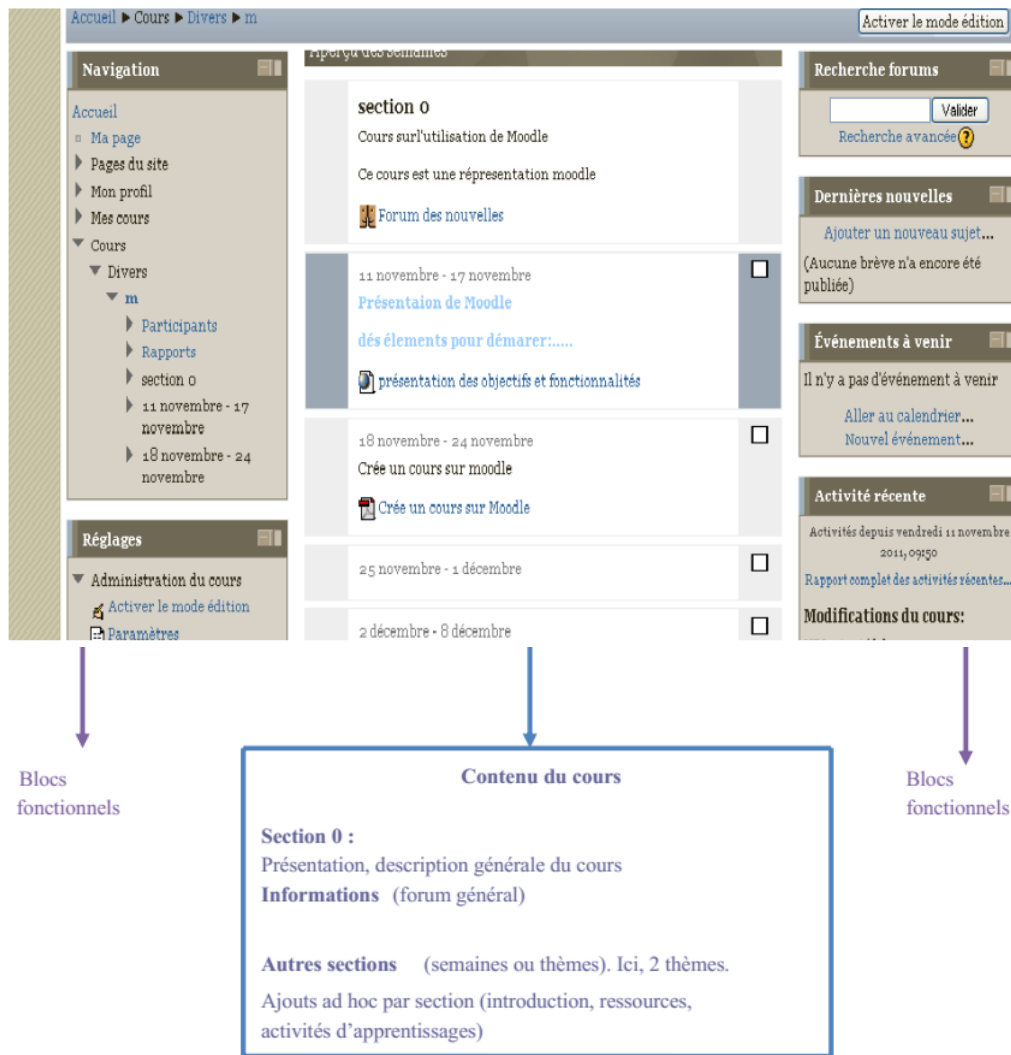 Accueil ▶ Cours ▶ Divers ▶ m
Activer le mode édition
Navigation
Accueil
Ma page
Pages du site
Mon profil
Mes cours
Cours
Divers
m
Participants
Rapports
section 0
11 novembre - 17
novembre
18 novembre - 24
novembre
Réglages
Administration du cours
Activer le mode édition
Paramètres
Aperçu des semaines
section 0
Cours surl'utilisation de Moodle
Ce cours est une répresentation moodle
Forum des nouvelles
11 novembre - 17 novembre
Présentaion de Moodle
dés élements pour démarer:.....
présentation des objectifs et fonctionnalités
18 novembre - 24 novembre
Crée un cours sur moodle
Crée un cours sur Moodle
25 novembre - 1 décembre
2 décembre - 8 décembre
Recherche forums
Valider
Recherche avancée ?
Dernières nouvelles
Ajouter un nouveau sujet...
(Aucune brève n'a encore été
publiée)
Événements à venir
Il n'y a pas d'événement à venir
Aller au calendrier...
Nouvel événement...
Activité récente
Activités depuis vendredi 11 novembre
2011, 09:50
Rapport complet des activités récentes...
Modifications du cours:
Blocs
fonctionnels
Contenu du cours
Section 0 :
Présentation, description générale du cours
Informations (forum général)
Autres sections (semaines ou thèmes). Ici, 2 thèmes.
Ajouts ad hoc par section (introduction, ressources,
activités d'apprentissages)
Blocs
fonctionnels